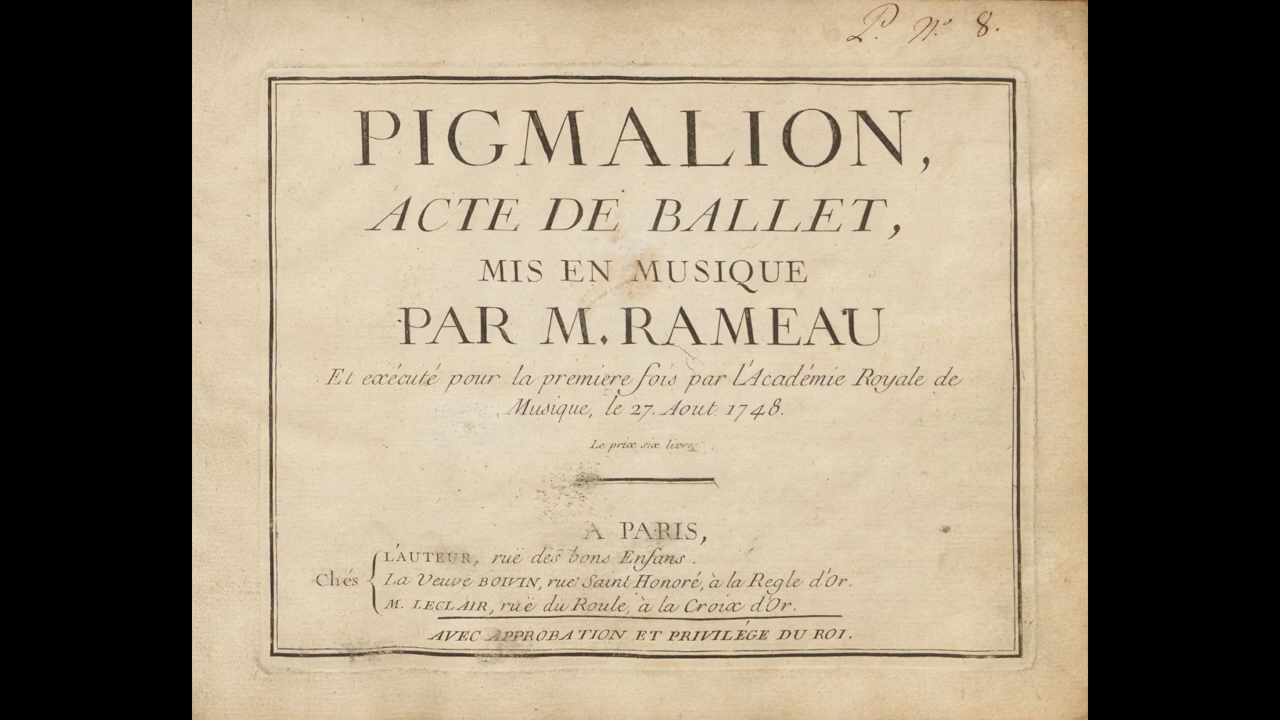 P. N.o 8.
PIGMALION,
ACTE DE BALLET,
MIS EN MUSIQUE
PAR M. RAMEAU
Et exécuté pour la premiere fois par l'Académie Royale de
Musique, le 27. Aout 1748.
Le prix six livres
A PARIS,
L'AUTEUR, ruë des bons Enfans.
Chés La Veuve BOIVIN, rue Saint Honoré, à la Regle d'Or.
M. LECLAIR, ruë du Roule, à la Croix d'Or.
AVEC APPROBATION ET PRIVILÉGE DU ROI.